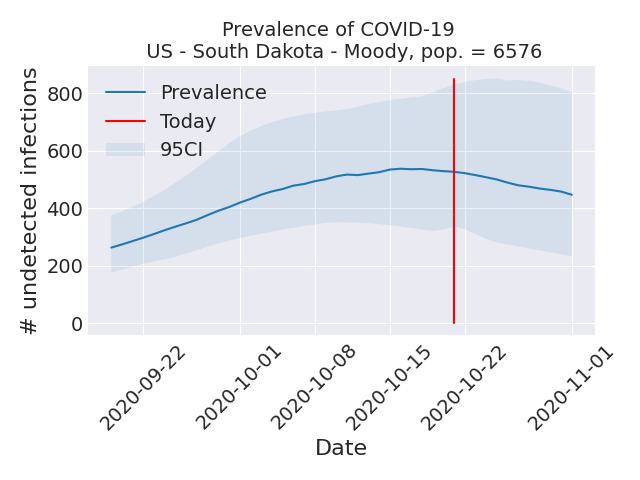 Prevalence of COVID-19
US - South Dakota - Moody, pop. = 6576
# undetected infections
800
600
400
200
0
Prevalence
Today
95CI
2020-09-22
2020-10-01
2020-10-08
2020-10-15
2020-10-22
2020-11-01
Date